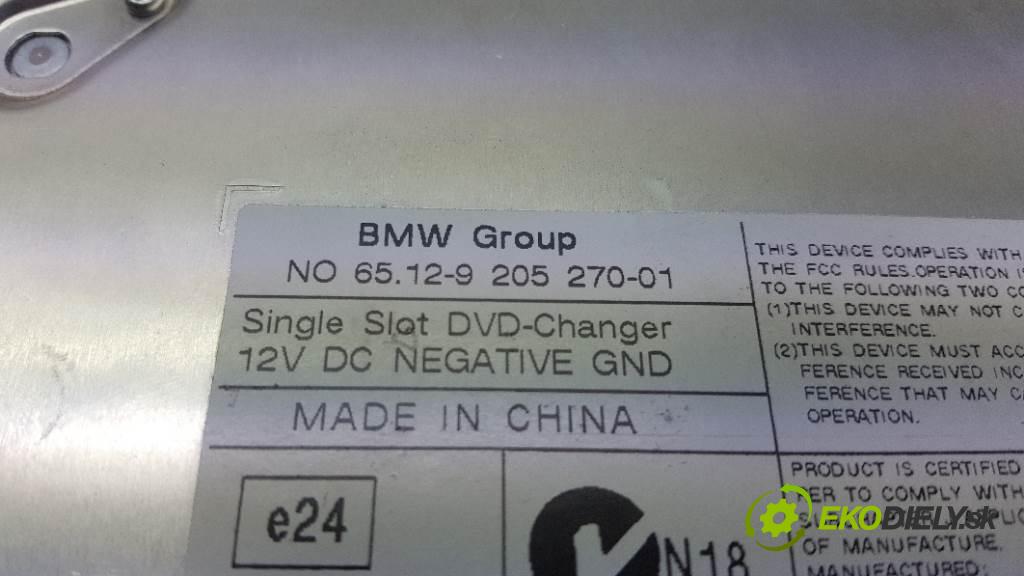 BMW Group
NO 65.12-9 205 270-01
Single Slot DVD-Changer
12V DC NEGATIVE GND
MADE IN CHINA
e24
N18
THIS DEVICE COMPLIES WITH
THE FCC RULES.OPERATION
TO THE FOLLOWING TWO
(1)THIS DEVICE MAY NOT
INTERFERENCE.
(2)THIS DEVICE MUST
FERENCE RECEIVED
FERENCE THAT MAY
OPERATION.
PRODUCT IS CERTIFIED
TO COMPLY WITH
OF MANUFACTURE.
MANUFACTURED:
EKODIELY.sk